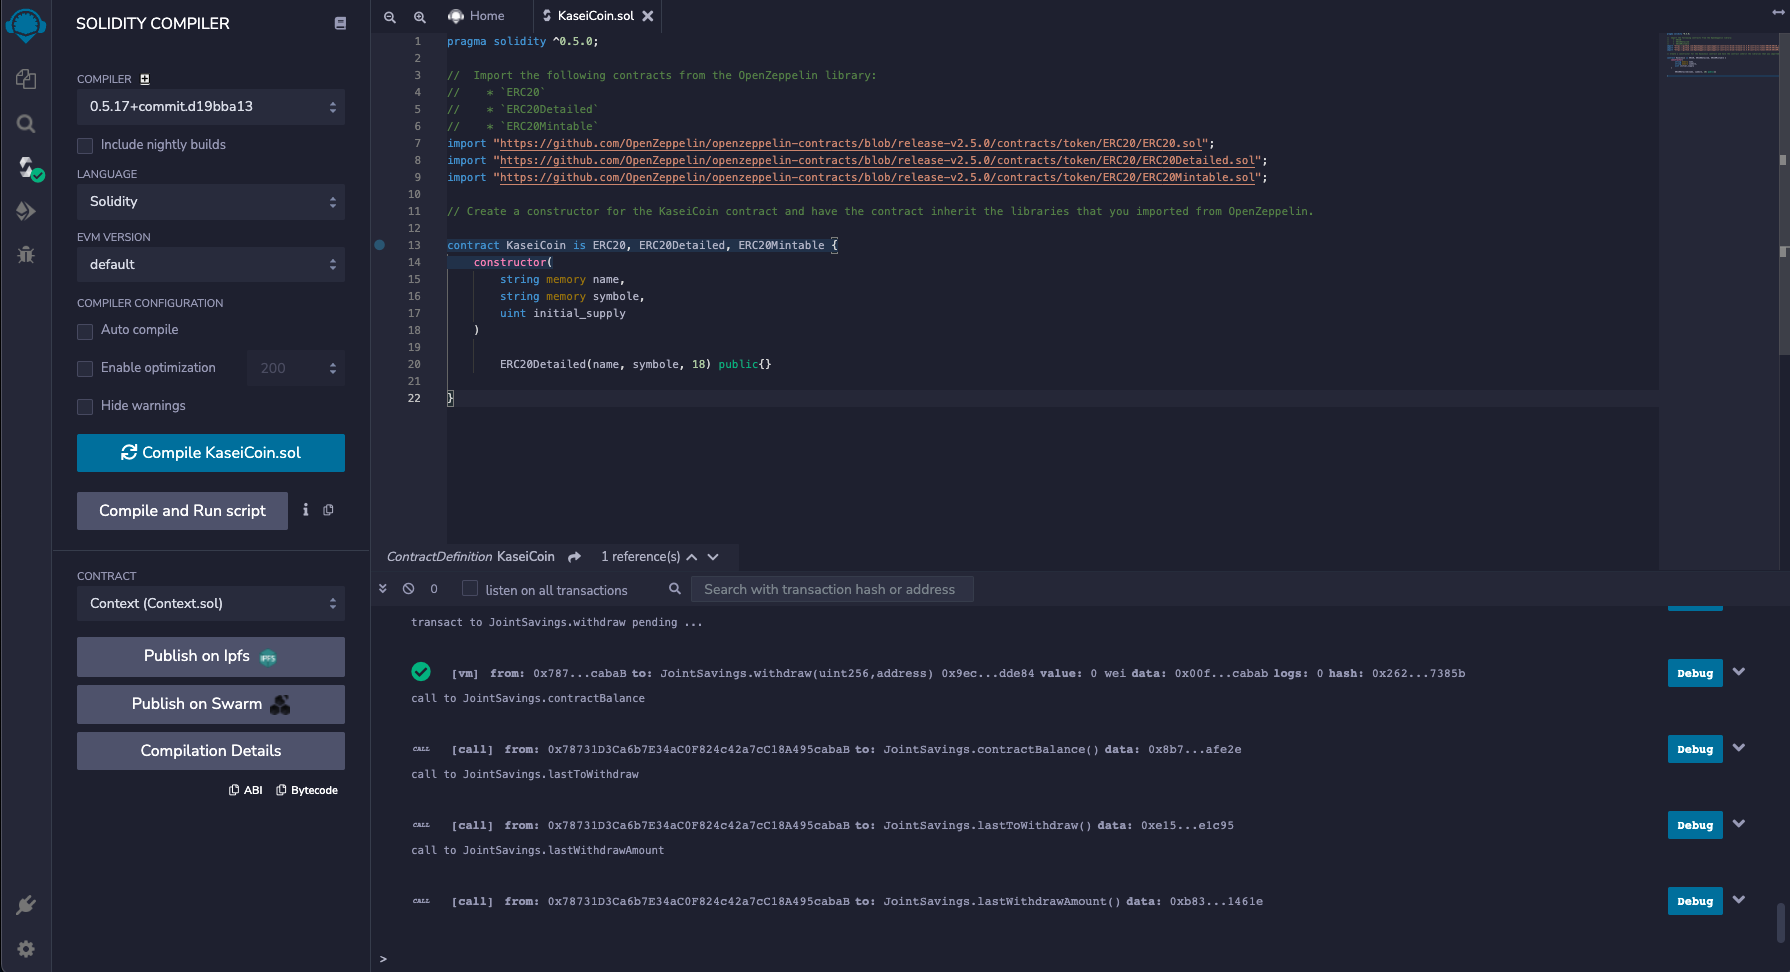 SOLIDITY COMPILER
COMPILER
0.5.17+commit.d19bba13
Include nightly builds
LANGUAGE
Solidity
EVM VERSION
default
COMPILER CONFIGURATION
Auto compile
Enable optimization
200
Hide warnings
Compile KaseiCoin.sol
Compile and Run script
CONTRACT
Context (Context.sol)
Publish on Ipfs
IPFS
Publish on Swarm
Compilation Details
ABI
Bytecode
Home
KaseiCoin.sol
1 pragma solidity ^0.5.0;
2
3 //  Import the following contracts from the OpenZeppelin library:
4 //    * `ERC20`
5 //    * `ERC20Detailed`
6 //    * `ERC20Mintable`
7 import "https://github.com/OpenZeppelin/openzeppelin-contracts/blob/release-v2.5.0/contracts/token/ERC20/ERC20.sol";
8 import "https://github.com/OpenZeppelin/openzeppelin-contracts/blob/release-v2.5.0/contracts/token/ERC20/ERC20Detailed.sol";
9 import "https://github.com/OpenZeppelin/openzeppelin-contracts/blob/release-v2.5.0/contracts/token/ERC20/ERC20Mintable.sol";
10
11 // Create a constructor for the KaseiCoin contract and have the contract inherit the libraries that you imported from OpenZeppelin.
12
13 contract KaseiCoin is ERC20, ERC20Detailed, ERC20Mintable {
14     constructor(
15         string memory name,
16         string memory symbole,
17         uint initial_supply
18     )
19
20         ERC20Detailed(name, symbole, 18) public{}
21
22 }
ContractDefinition KaseiCoin 1 reference(s)
0 listen on all transactions Search with transaction hash or address
transact to JointSavings.withdraw pending ...
[vm] from: 0x787...cabaB to: JointSavings.withdraw(uint256,address) 0x9ec...dde84 value: 0 wei data: 0x00f...cabab logs: 0 hash: 0x262...7385b Debug
call to JointSavings.contractBalance
CALL [call] from: 0x78731D3Ca6b7E34aC0F824c42a7cC18A495cabaB to: JointSavings.contractBalance() data: 0x8b7...afe2e Debug
call to JointSavings.lastToWithdraw
CALL [call] from: 0x78731D3Ca6b7E34aC0F824c42a7cC18A495cabaB to: JointSavings.lastToWithdraw() data: 0xe15...e1c95 Debug
call to JointSavings.lastWithdrawAmount
CALL [call] from: 0x78731D3Ca6b7E34aC0F824c42a7cC18A495cabaB to: JointSavings.lastWithdrawAmount() data: 0xb83...1461e Debug
>